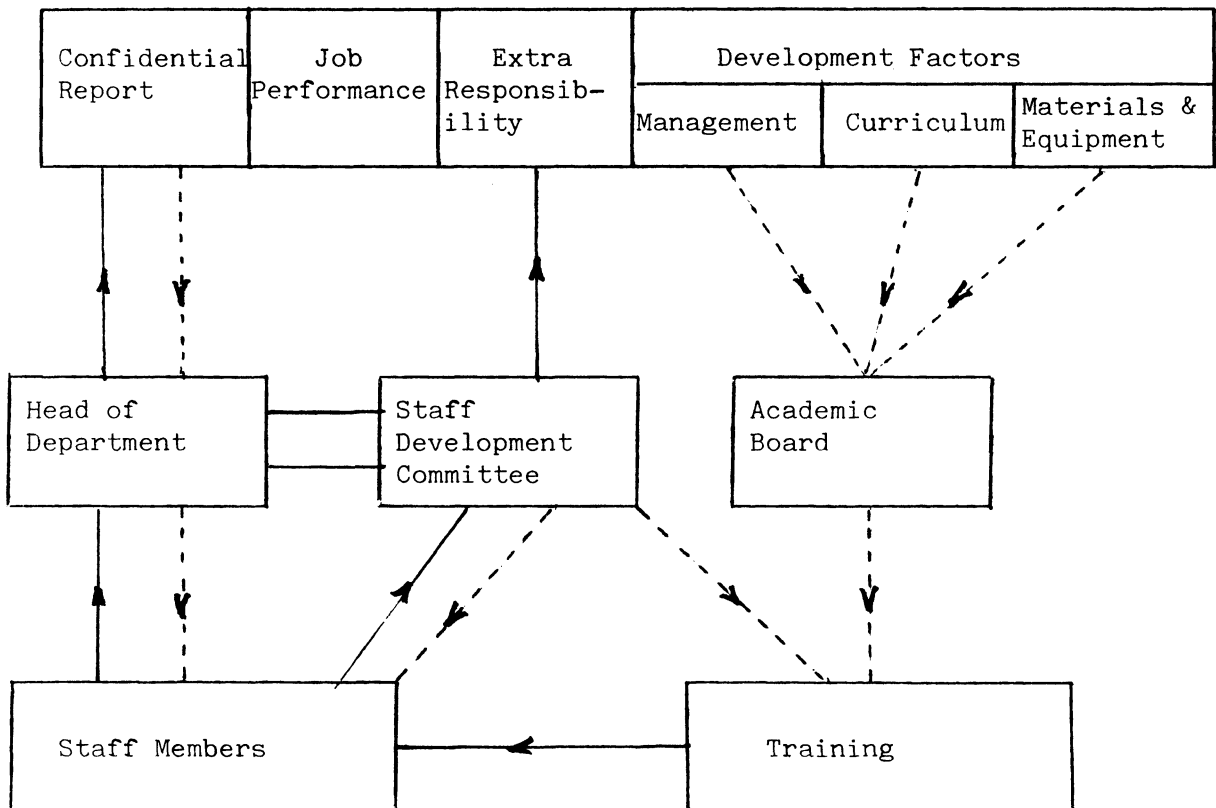 Confidential
Report
Job
Performance
Extra
Responsib-
ility
Development Factors
Management
Curriculum
Materials &
Equipment
Head of
Department
Staff
Development
Committee
Academic
Board
Staff Members
Training